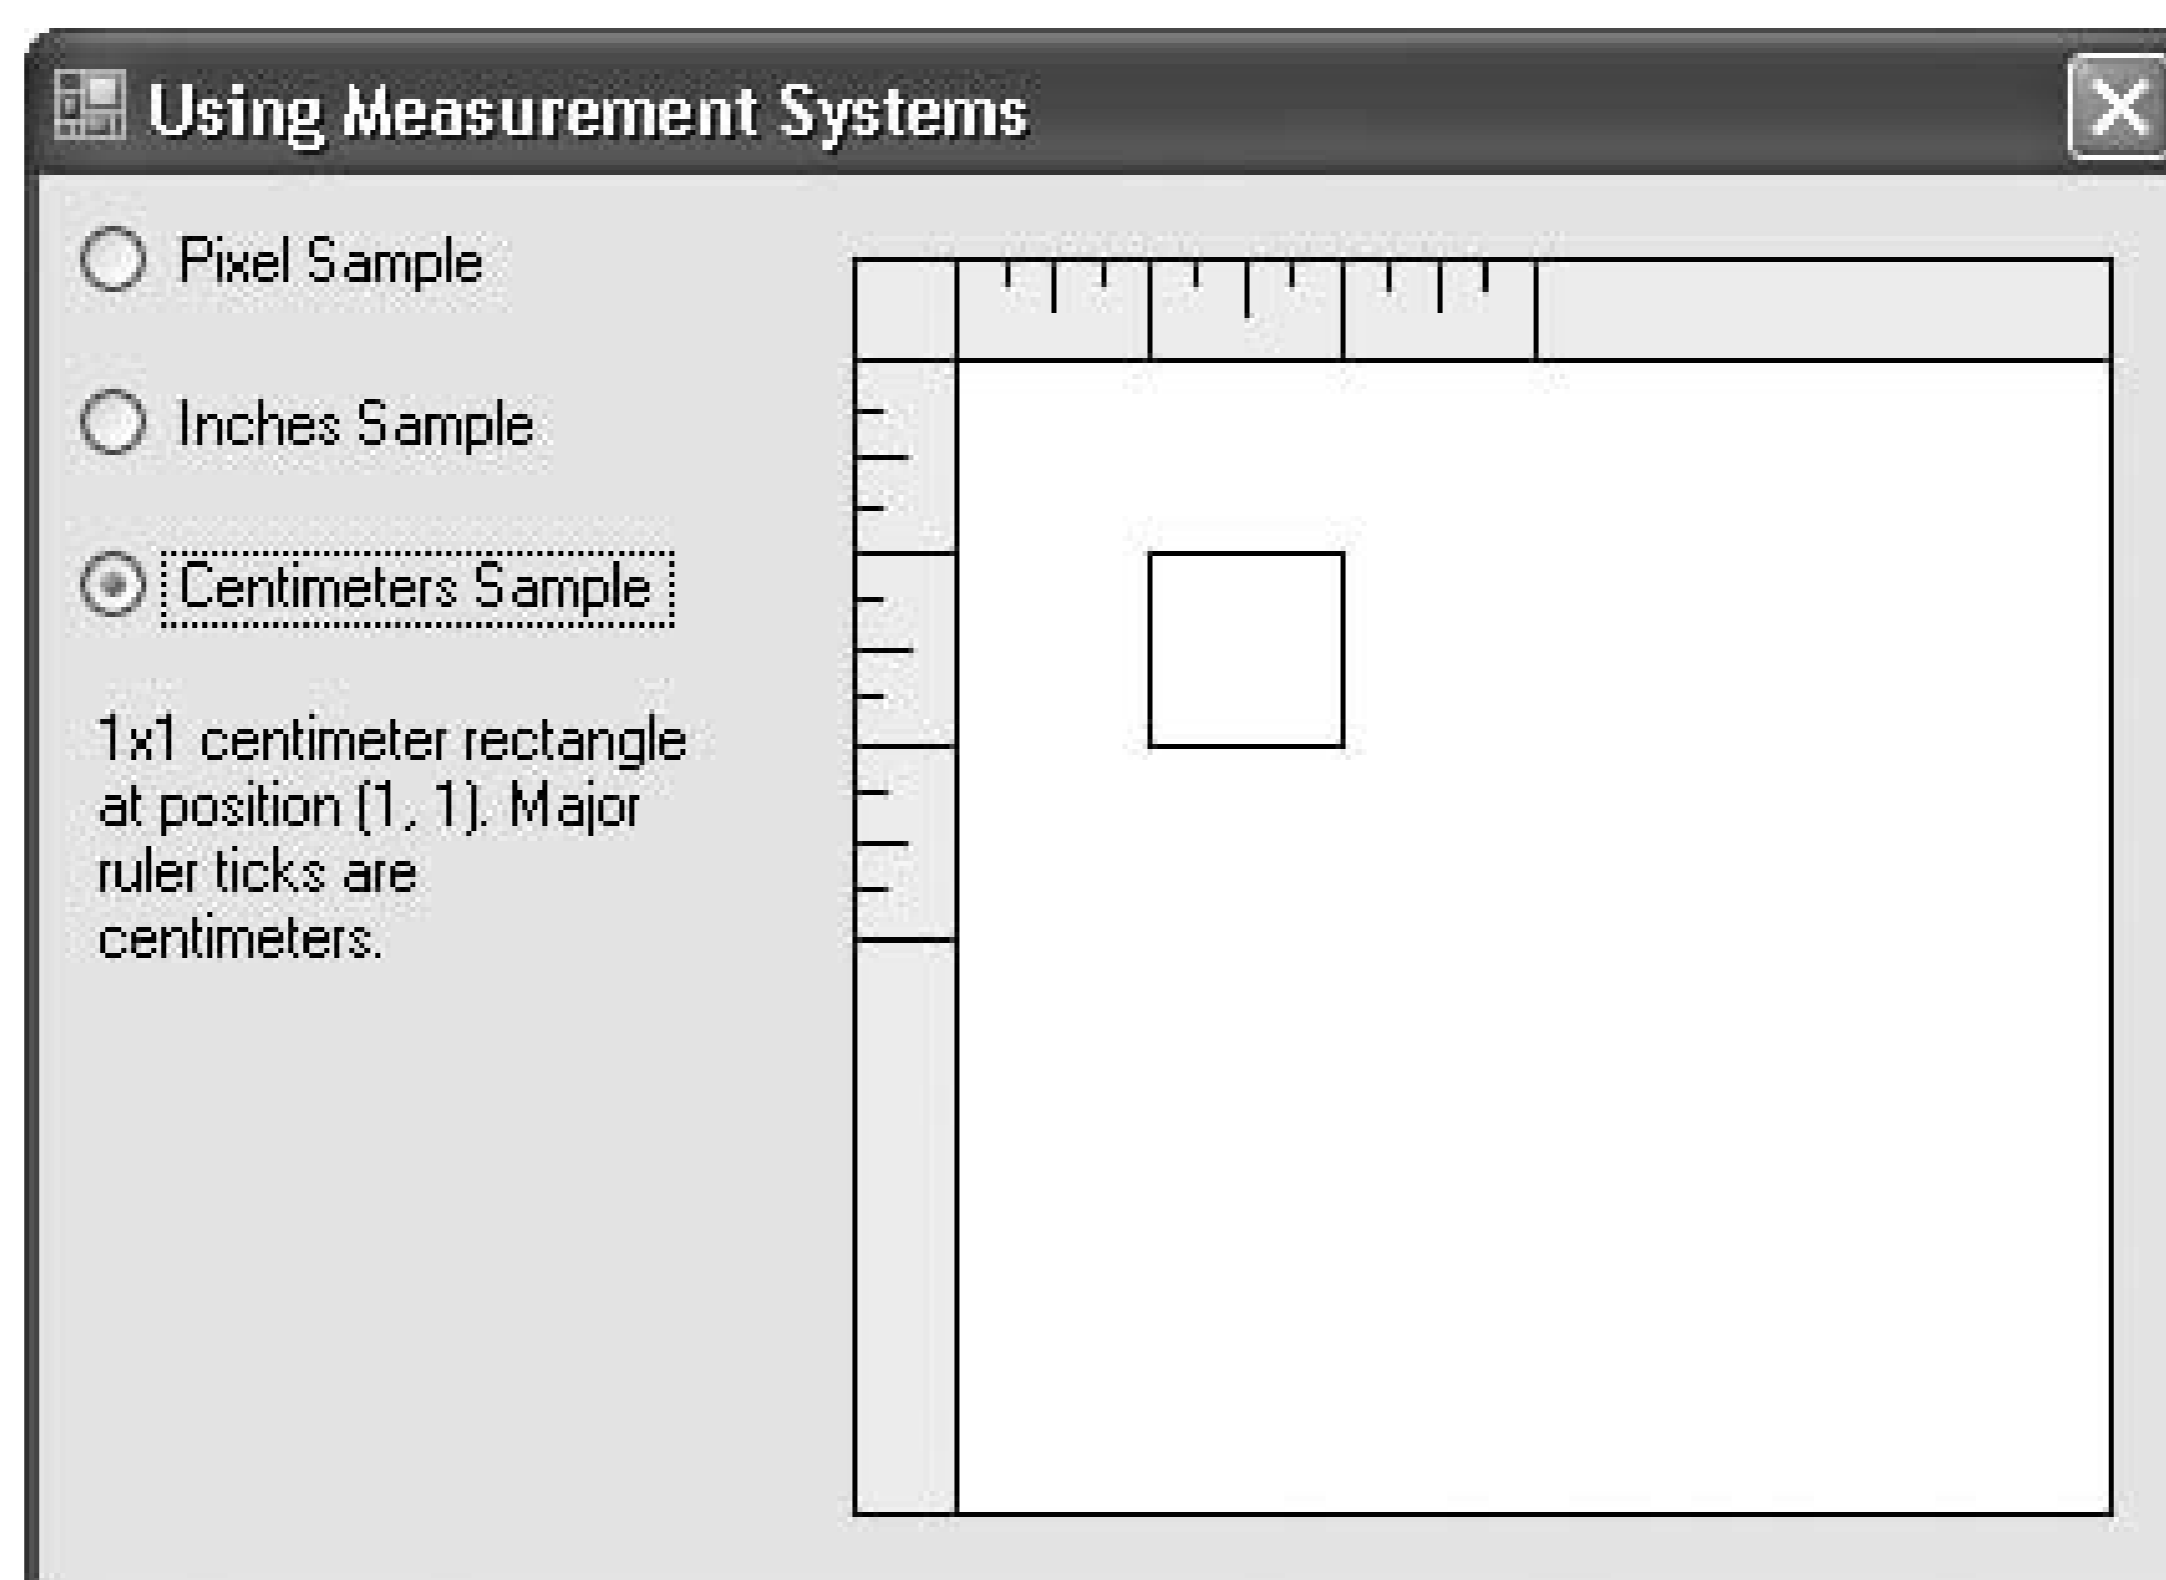 Using Measurement Systems
Pixel Sample
Inches Sample
Centimeters Sample
1x1 centimeter rectangle
at position (1, 1). Major
ruler ticks are
centimeters.